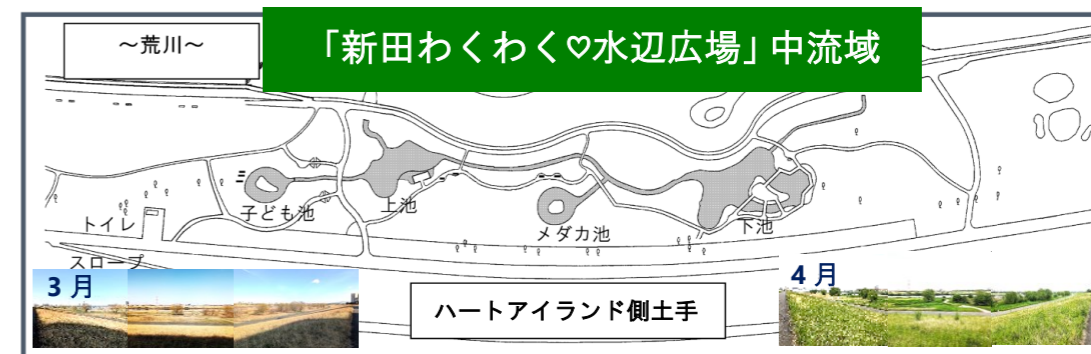 ～荒川～
「新田わくわく♡水辺広場」中流域
子ども池
上池
メダカ池
下池
トイレ
スロープ
3月
4月
ハートアイランド側土手